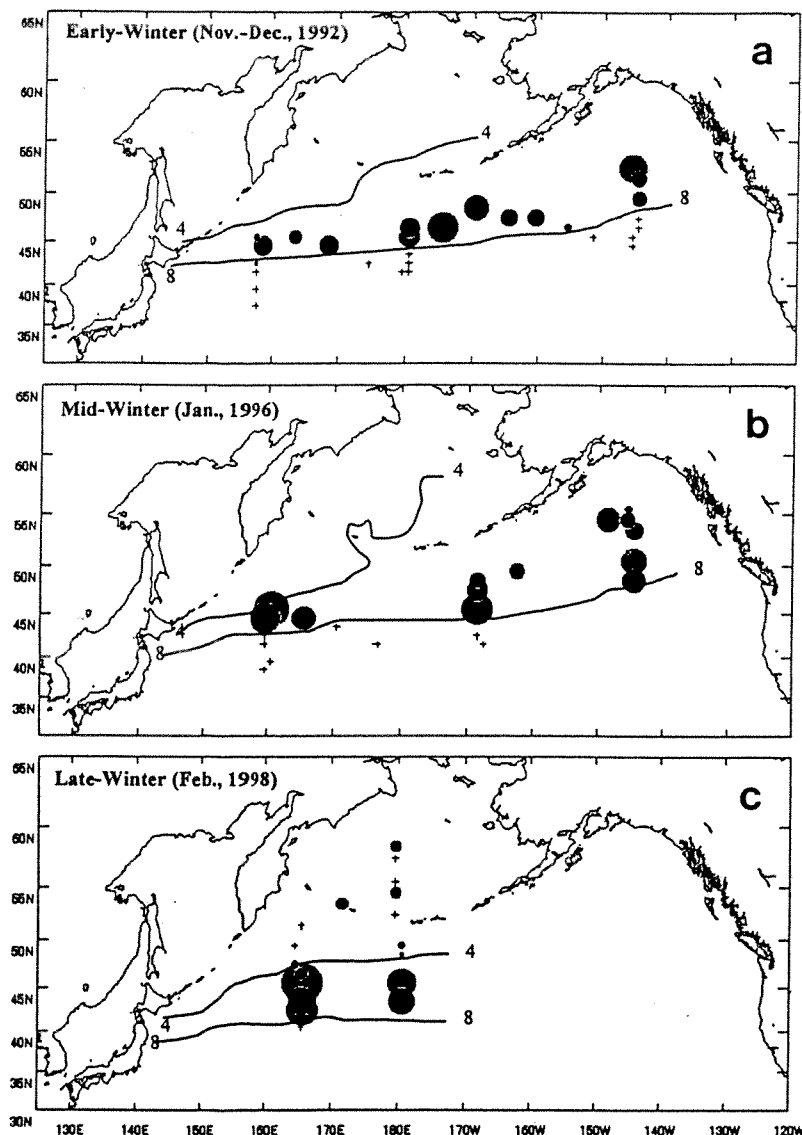 65N
Early-Winter (Nov.-Dec., 1992)
a
60N
55N
4
50N
8
4
45N
8
40N
35N
65N
Mid-Winter (Jan., 1996)
b
60N
4
55N
50N
8
45N
4
8
40N
35N
65N
Late-Winter (Feb., 1998)
c
60N
55N
50N
4
45N
4
8
8
40N
35N
30N
130E 140E 150E 160E 170E 180 170W 160W 150W 140W 130W 120W